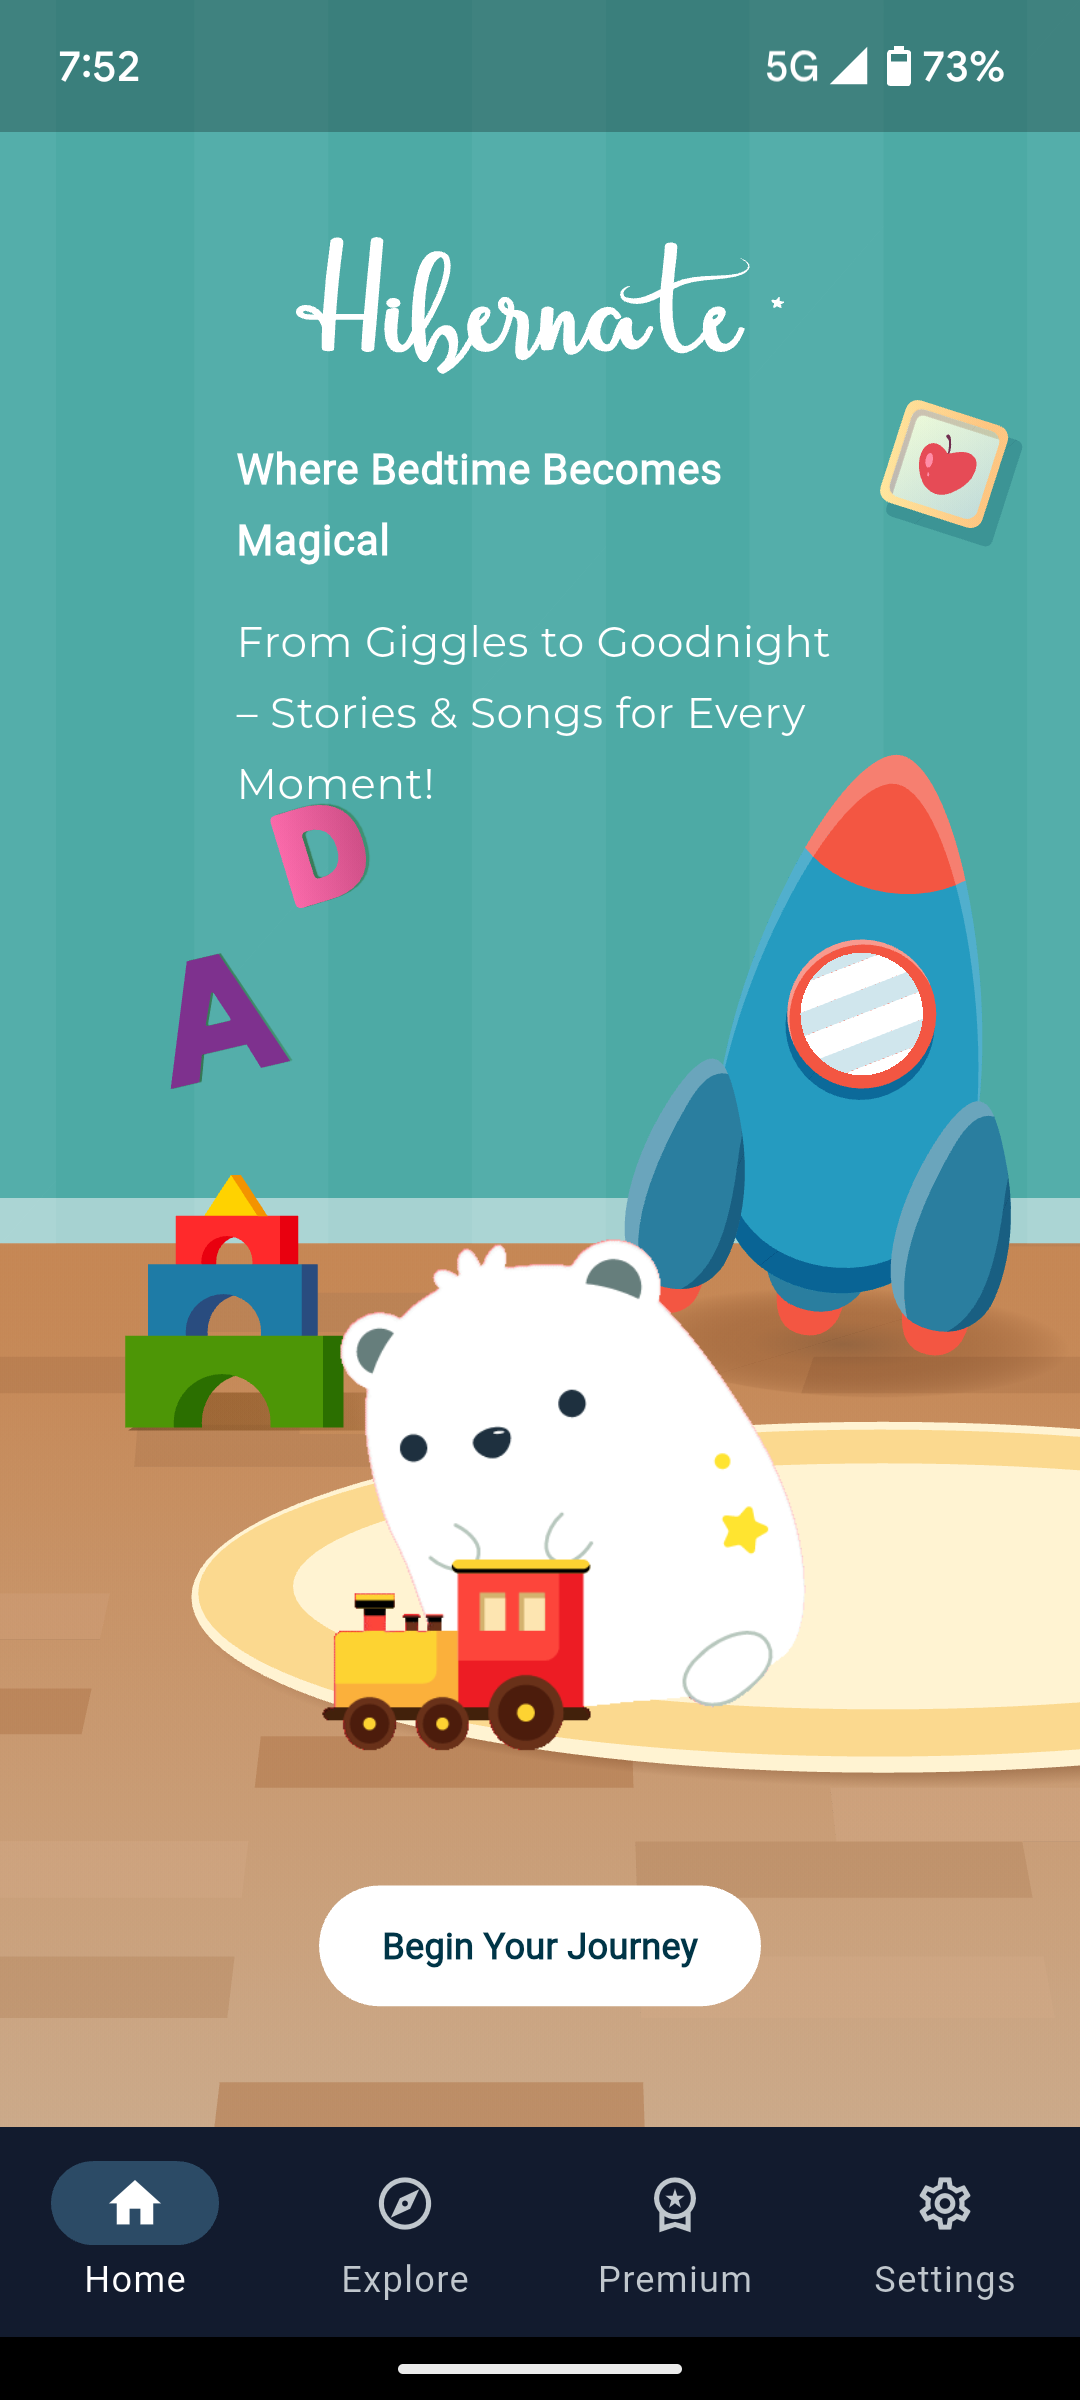 7:52
5G 73%
Hibernate
Where Bedtime Becomes
Magical
From Giggles to Goodnight
– Stories & Songs for Every
Moment!
D
A
Begin Your Journey
Home Explore Premium Settings